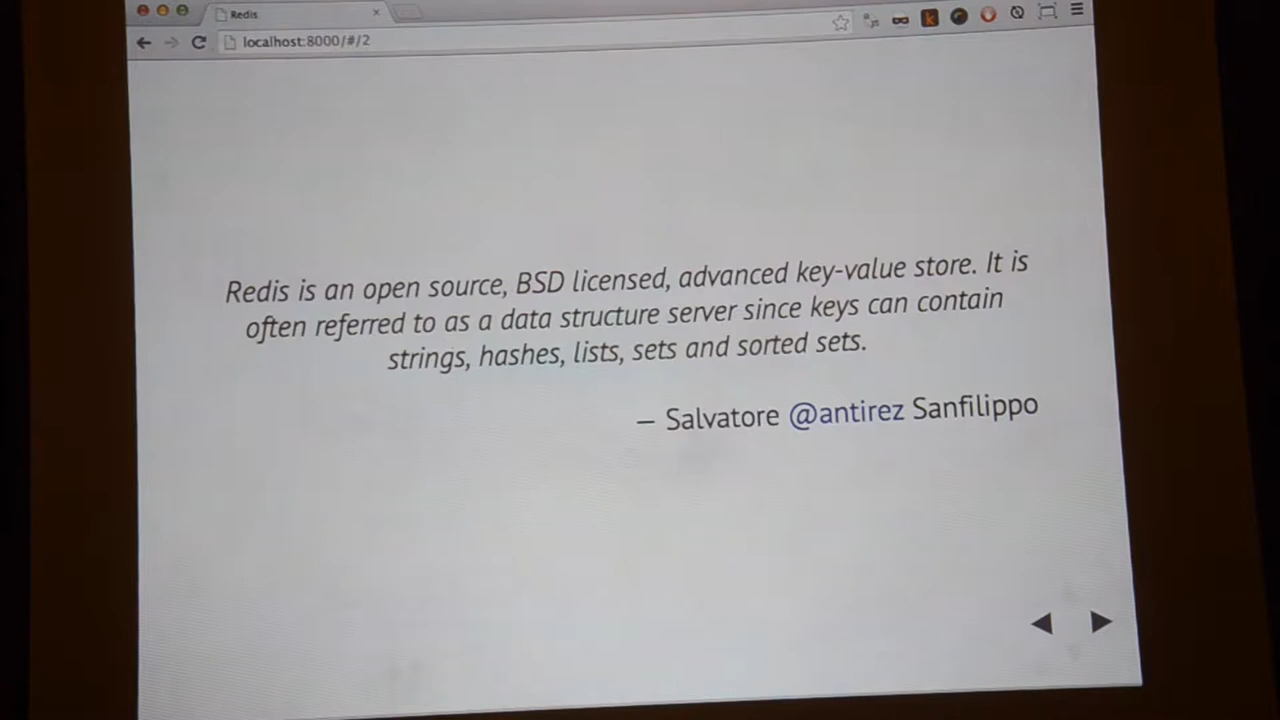 Redis
localhost:8000/#/2
Redis is an open source, BSD licensed, advanced key-value store. It is
often referred to as a data structure server since keys can contain
strings, hashes, lists, sets and sorted sets.
— Salvatore @antirez Sanfilippo